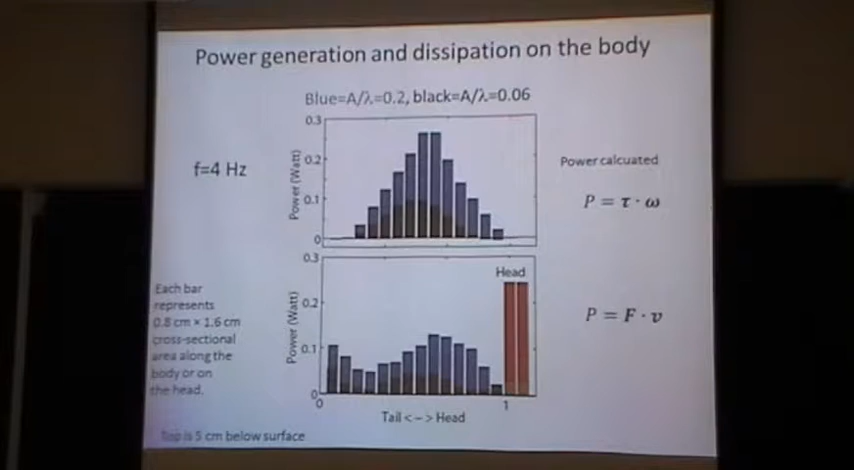 Power generation and dissipation on the body
Blue=A/λ=0.2, black=A/λ=0.06
f=4 Hz
Power (Watt)
0.3
0.2
0.1
0
Power calcuated
P = τ · ω
Each bar
represents
0.8 cm × 1.6 cm
cross-sectional
area along the
body or on
the head.
Power (Watt)
0.3
0.2
0.1
0
Head
P = F · v
0
1
Tail <-> Head
is 5 cm below surface